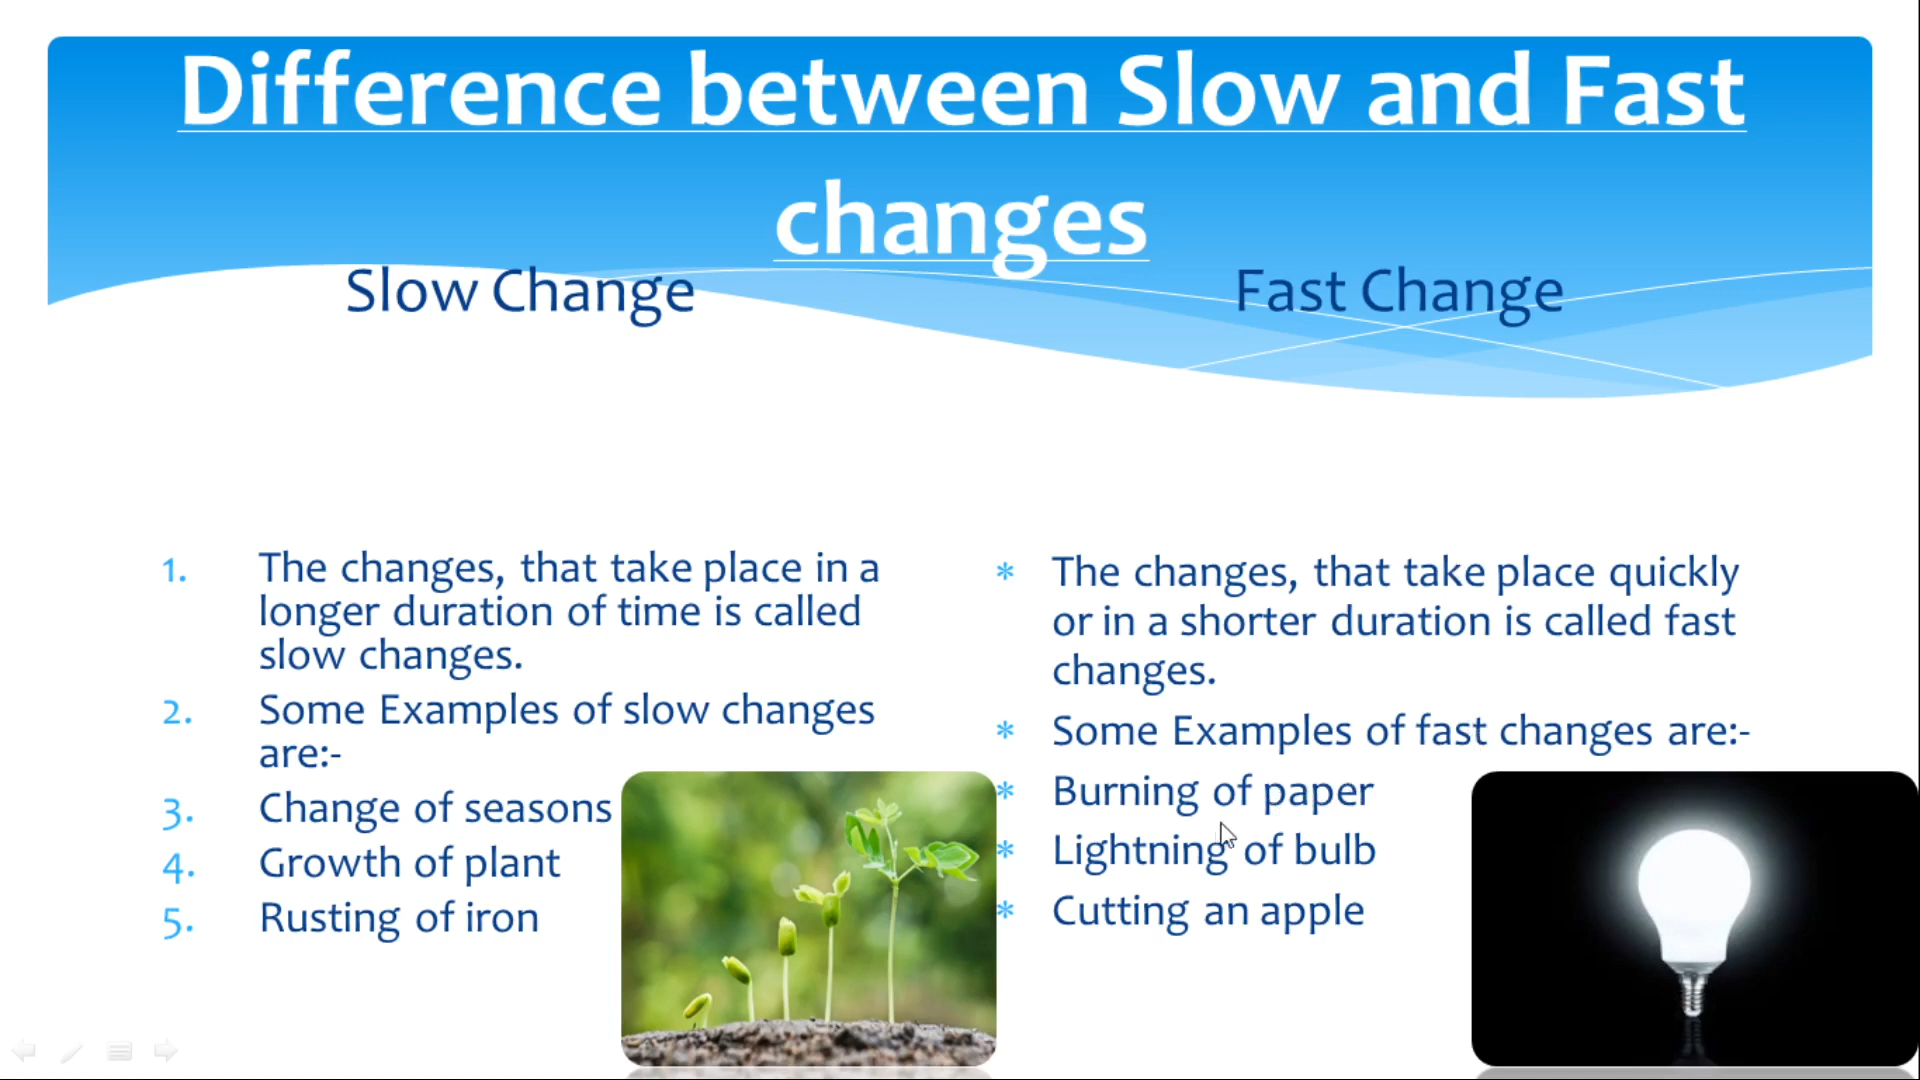 Difference between Slow and Fast
changes
Slow Change
Fast Change
1. The changes, that take place in a
longer duration of time is called
slow changes.
2. Some Examples of slow changes
are:-
3. Change of seasons
4. Growth of plant
5. Rusting of iron
* The changes, that take place quickly
or in a shorter duration is called fast
changes.
* Some Examples of fast changes are:-
* Burning of paper
* Lightning of bulb
* Cutting an apple